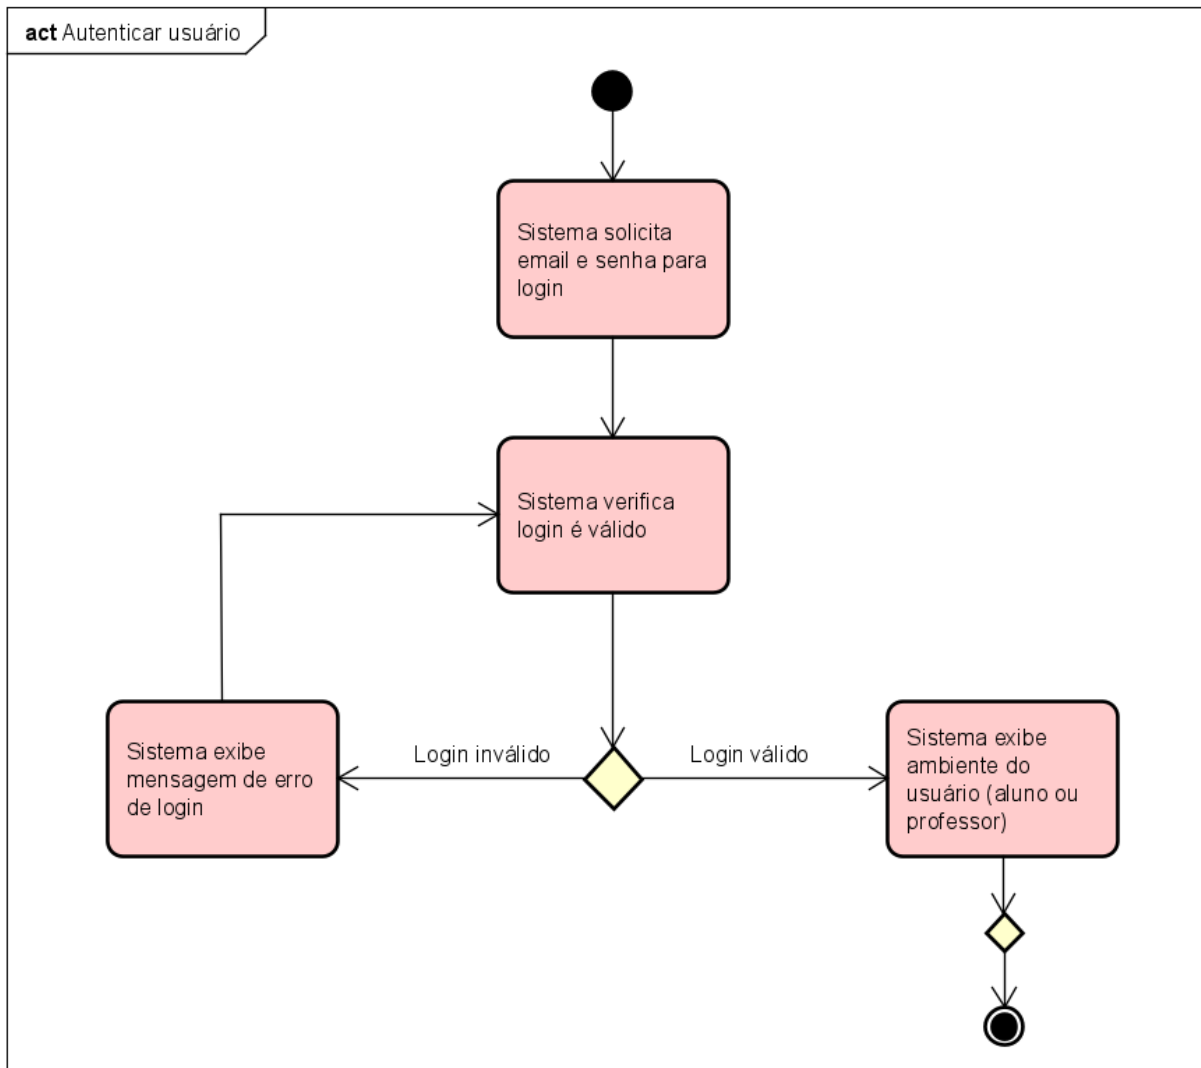 act Autenticar usuário
Sistema solicita
email e senha para
login
Sistema verifica
login é válido
Sistema exibe
mensagem de erro
de login
Login inválido
Login válido
Sistema exibe
ambiente do
usuário (aluno ou
professor)